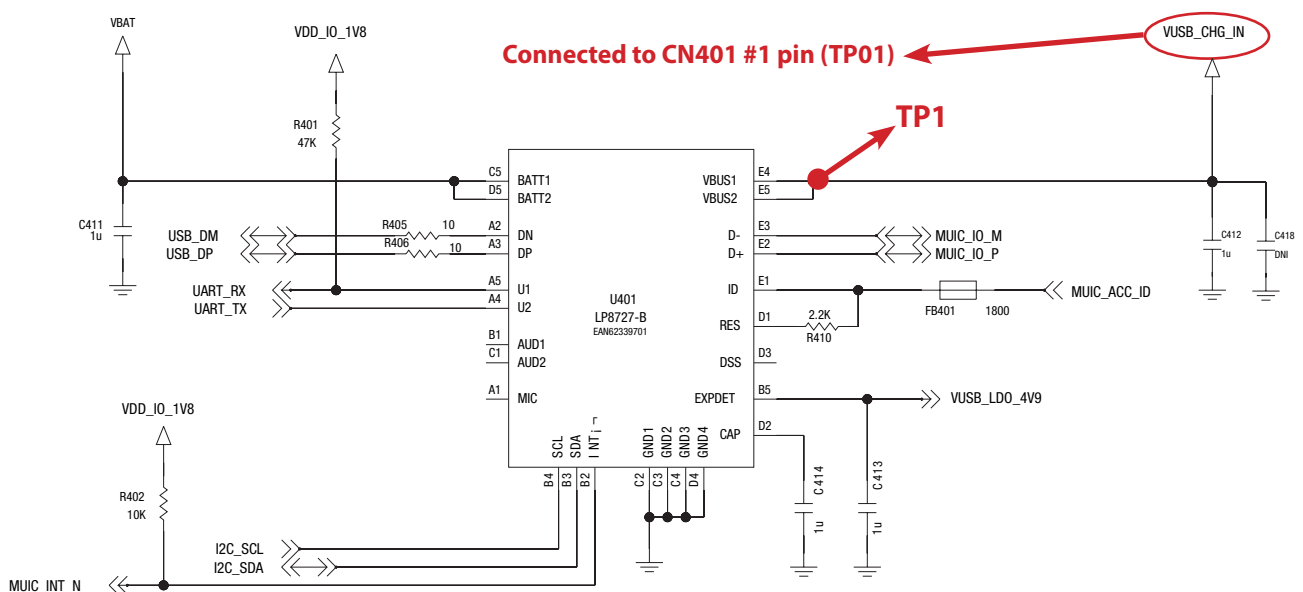 VBAT
VDD_IO_1V8
VUSB_CHG_IN
Connected to CN401 #1 pin (TP01)
TP1
R401
47K
C5 BATT1
D5 BATT2
VBUS1 E4
VBUS2 E5
C411
1u
USB_DM
USB_DP
R405 10
R406 10
A2 DN
A3 DP
D- E3
D+ E2
MUIC_IO_M
MUIC_IO_P
C412
1u
C418
DNI
UART_RX
UART_TX
A5 U1
A4 U2
U401
LP8727-B
EAN62339701
ID E1
FB401 1800
MUIC_ACC_ID
RES D1
2.2K
R410
B1 AUD1
C1 AUD2
DSS D3
A1 MIC
EXPDET B5
VUSB_LDO_4V9
CAP D2
SCL
SDA
INT
GND1
GND2
GND3
GND4
B4
B3
B2
C2
C3
C4
D4
C414
1u
C413
1u
VDD_IO_1V8
R402
10K
I2C_SCL
I2C_SDA
MUIC_INT_N